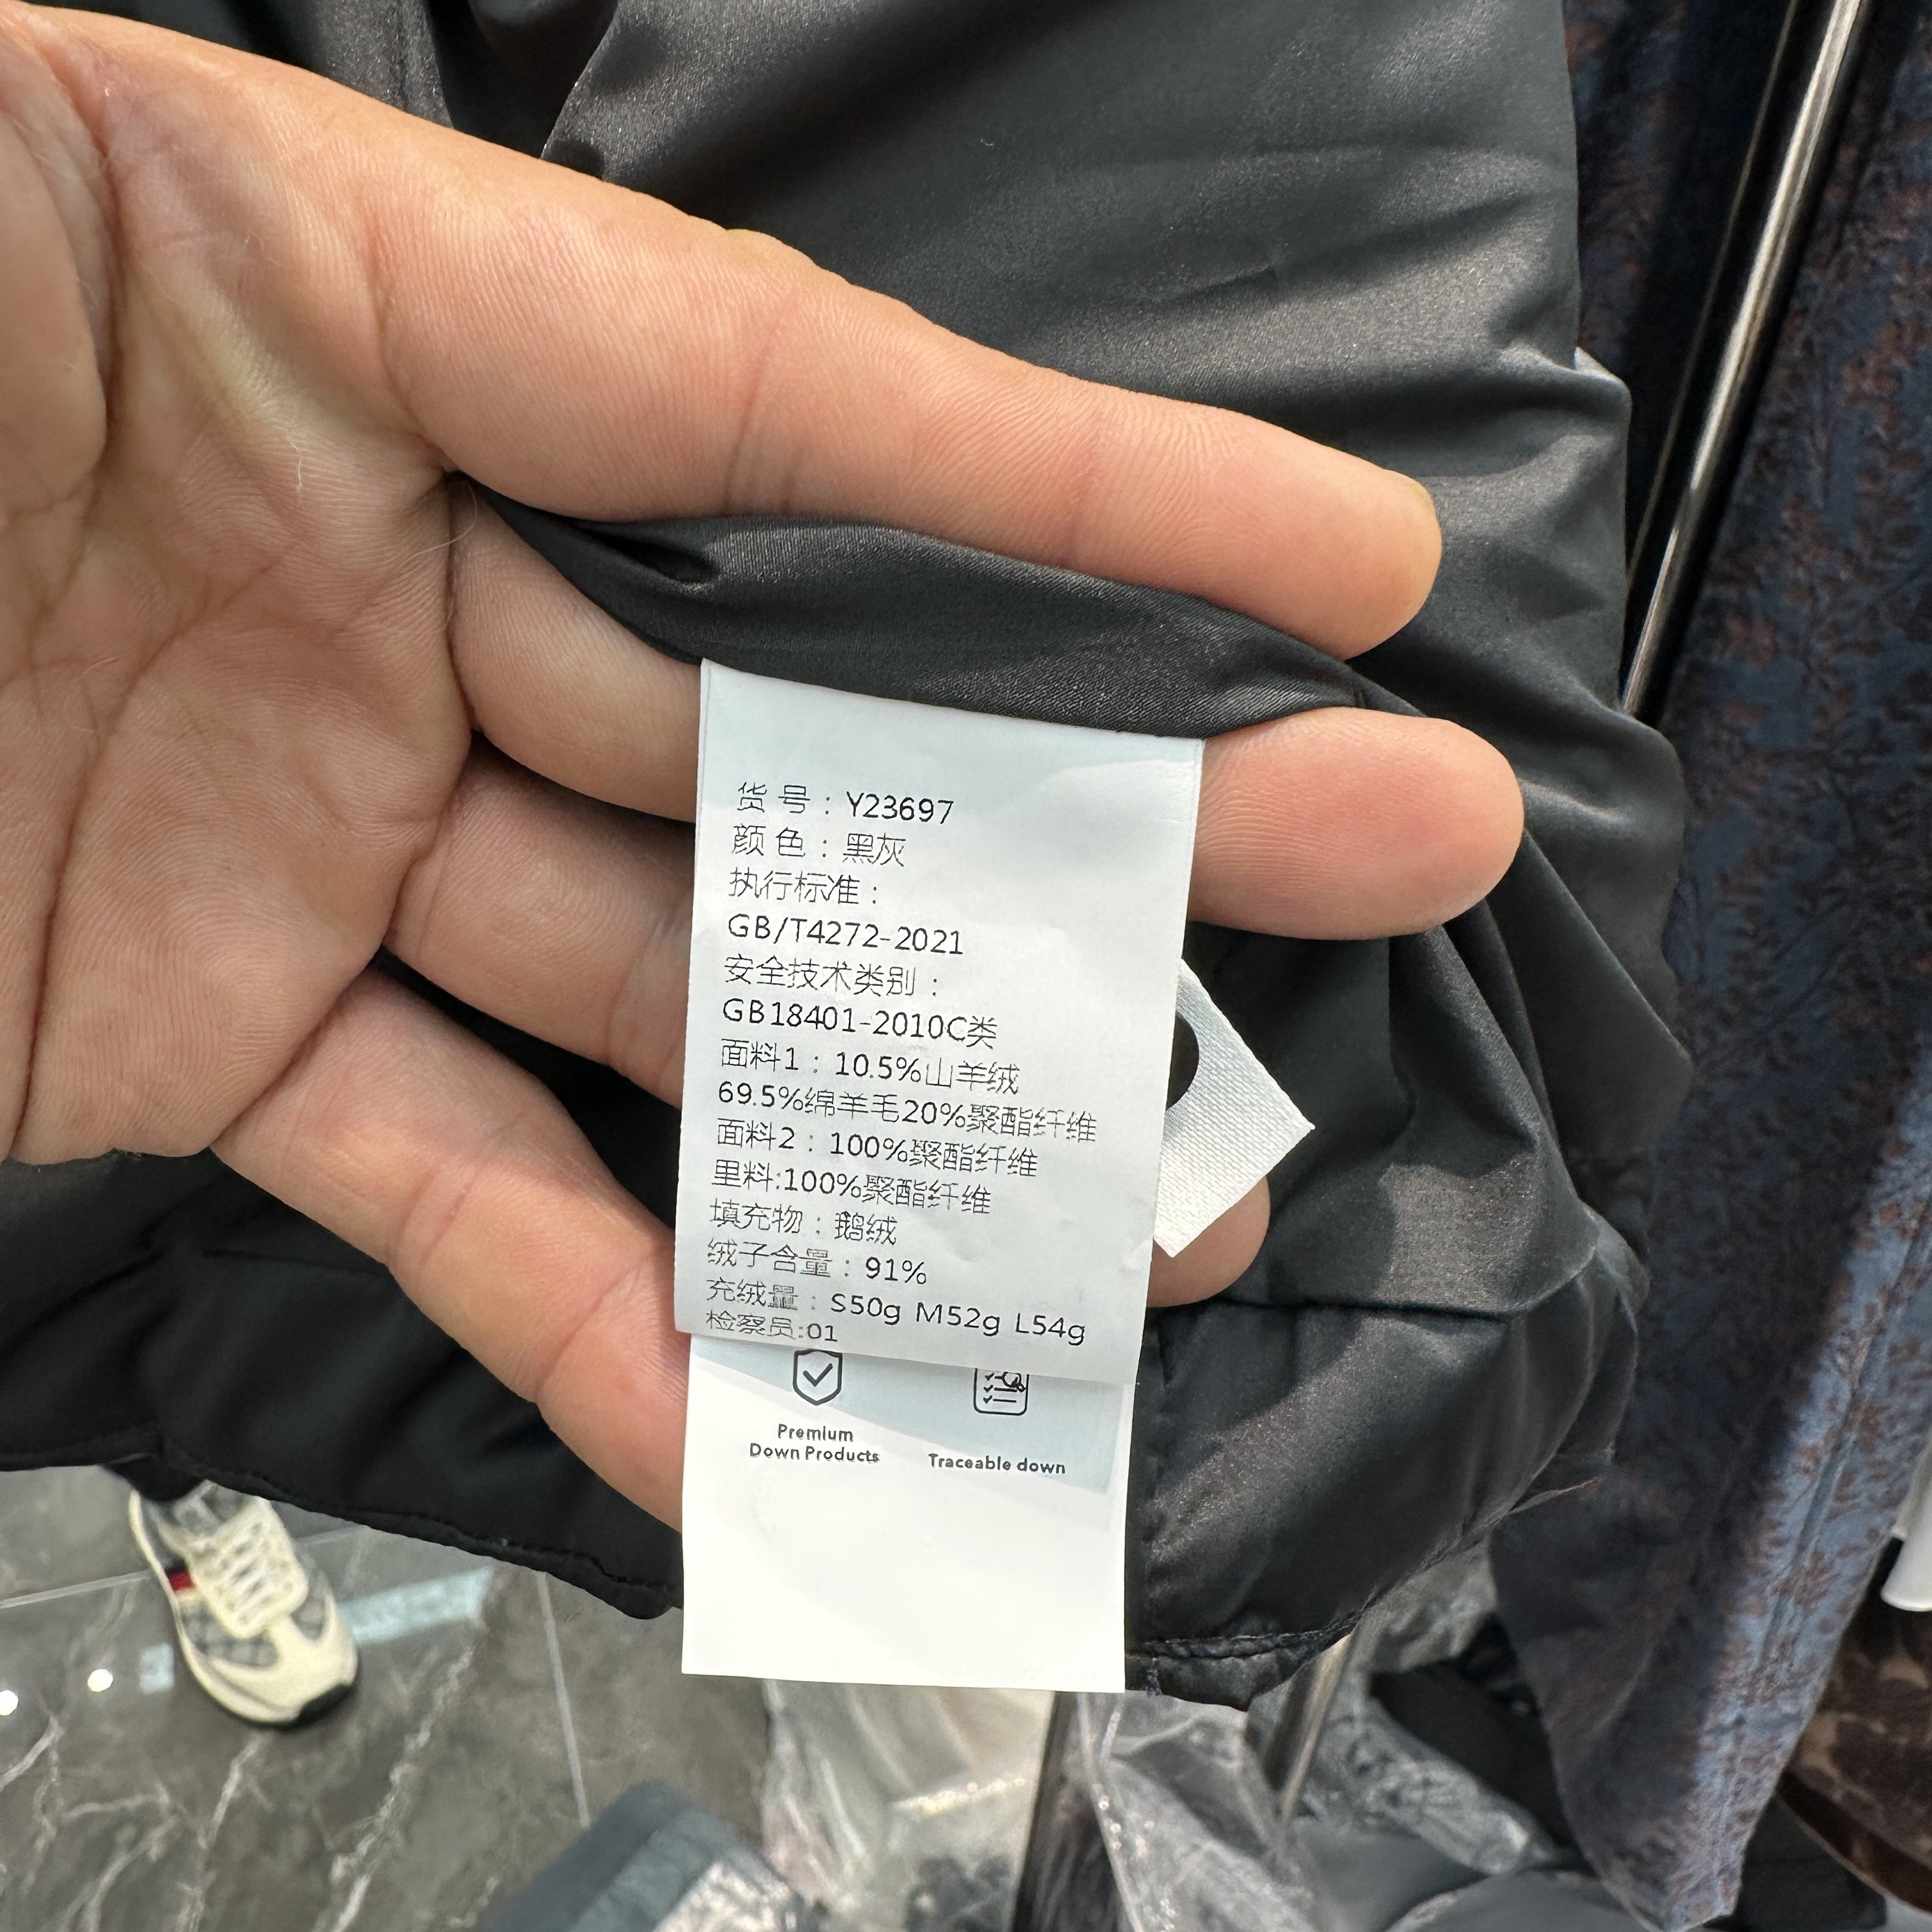 货号：Y23697
颜色：黑灰
执行标准：
GB/T4272-2021
安全技术类别：
GB18401-2010C类
面料1：10.5%山羊绒
69.5%绵羊毛20%聚酯纤维
面料2：100%聚酯纤维
里料:100%聚酯纤维
填充物：鹅绒
绒子含量：91%
充绒量：S50g M52g L54g
检察员:01
Premium
Down Products
Traceable down